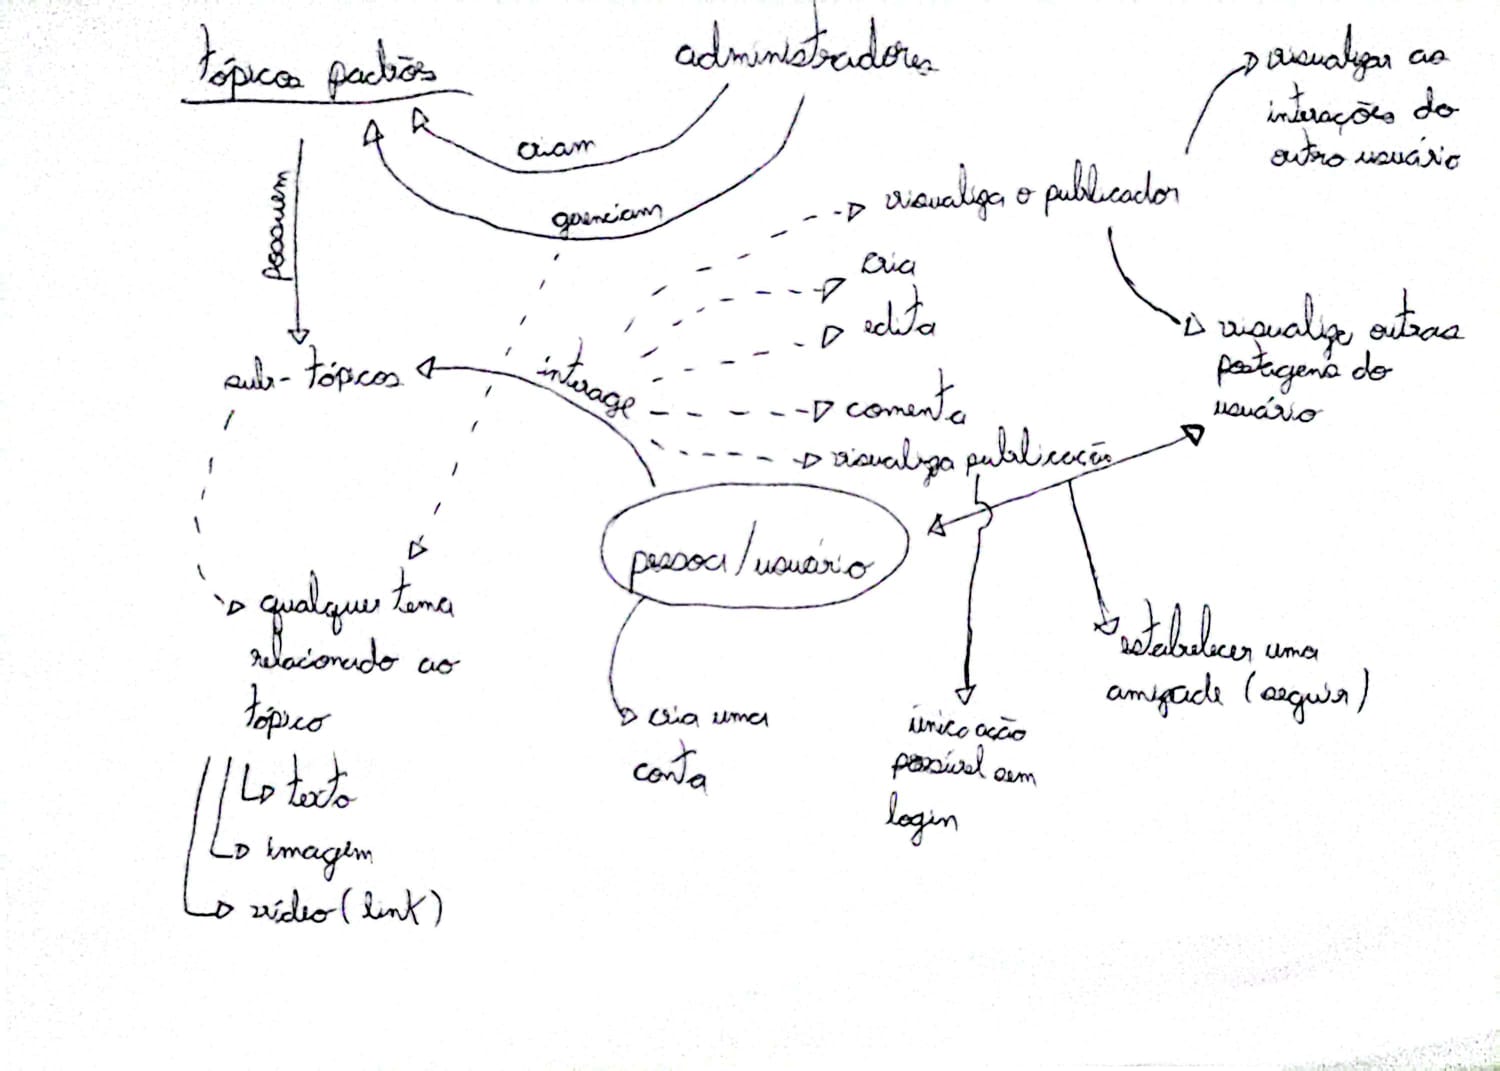 tópicos padrões
administradores
visualizar as
interações do
outro usuário
criam
possuem
gerenciam
visualiza o publicador
cria
edita
visualiza outras
postagens do
usuário
sub-tópicos
interage
comenta
visualiza publicação
pessoa/usuário
qualquer tema
relacionado ao
tópico
estabelecer uma
amizade (seguir)
cria uma
conta
única ação
possível sem
login
texto
imagem
vídeo (link)